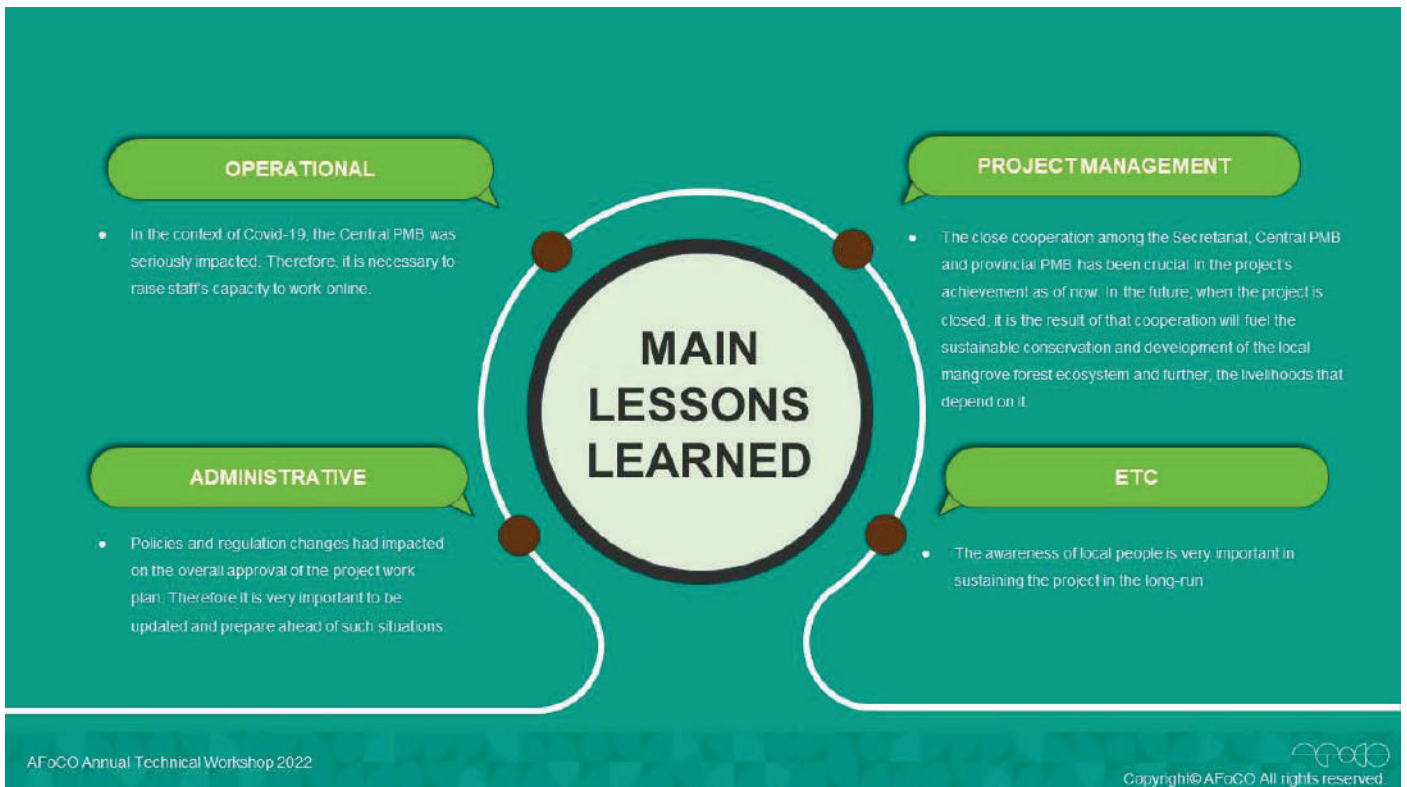 OPERATIONAL
● In the context of Covid-19, the Central PMB was
seriously impacted. Therefore, it is necessary to
raise staff's capacity to work online.
ADMINISTRATIVE
● Policies and regulation changes had impacted
on the overall approval of the project work
plan. Therefore it is very important to be
updated and prepare ahead of such situations.
MAIN
LESSONS
LEARNED
PROJECT MANAGEMENT
● The close cooperation among the Secretariat, Central PMB
and provincial PMB has been crucial in the project's
achievement as of now. In the future, when the project is
closed, it is the result of that cooperation will fuel the
sustainable conservation and development of the local
mangrove forest ecosystem and further, the livelihoods that
depend on it.
ETC
● The awareness of local people is very important in
sustaining the project in the long-run
AFoCO Annual Technical Workshop 2022
AFoCO
Copyright© AFoCO All rights reserved.